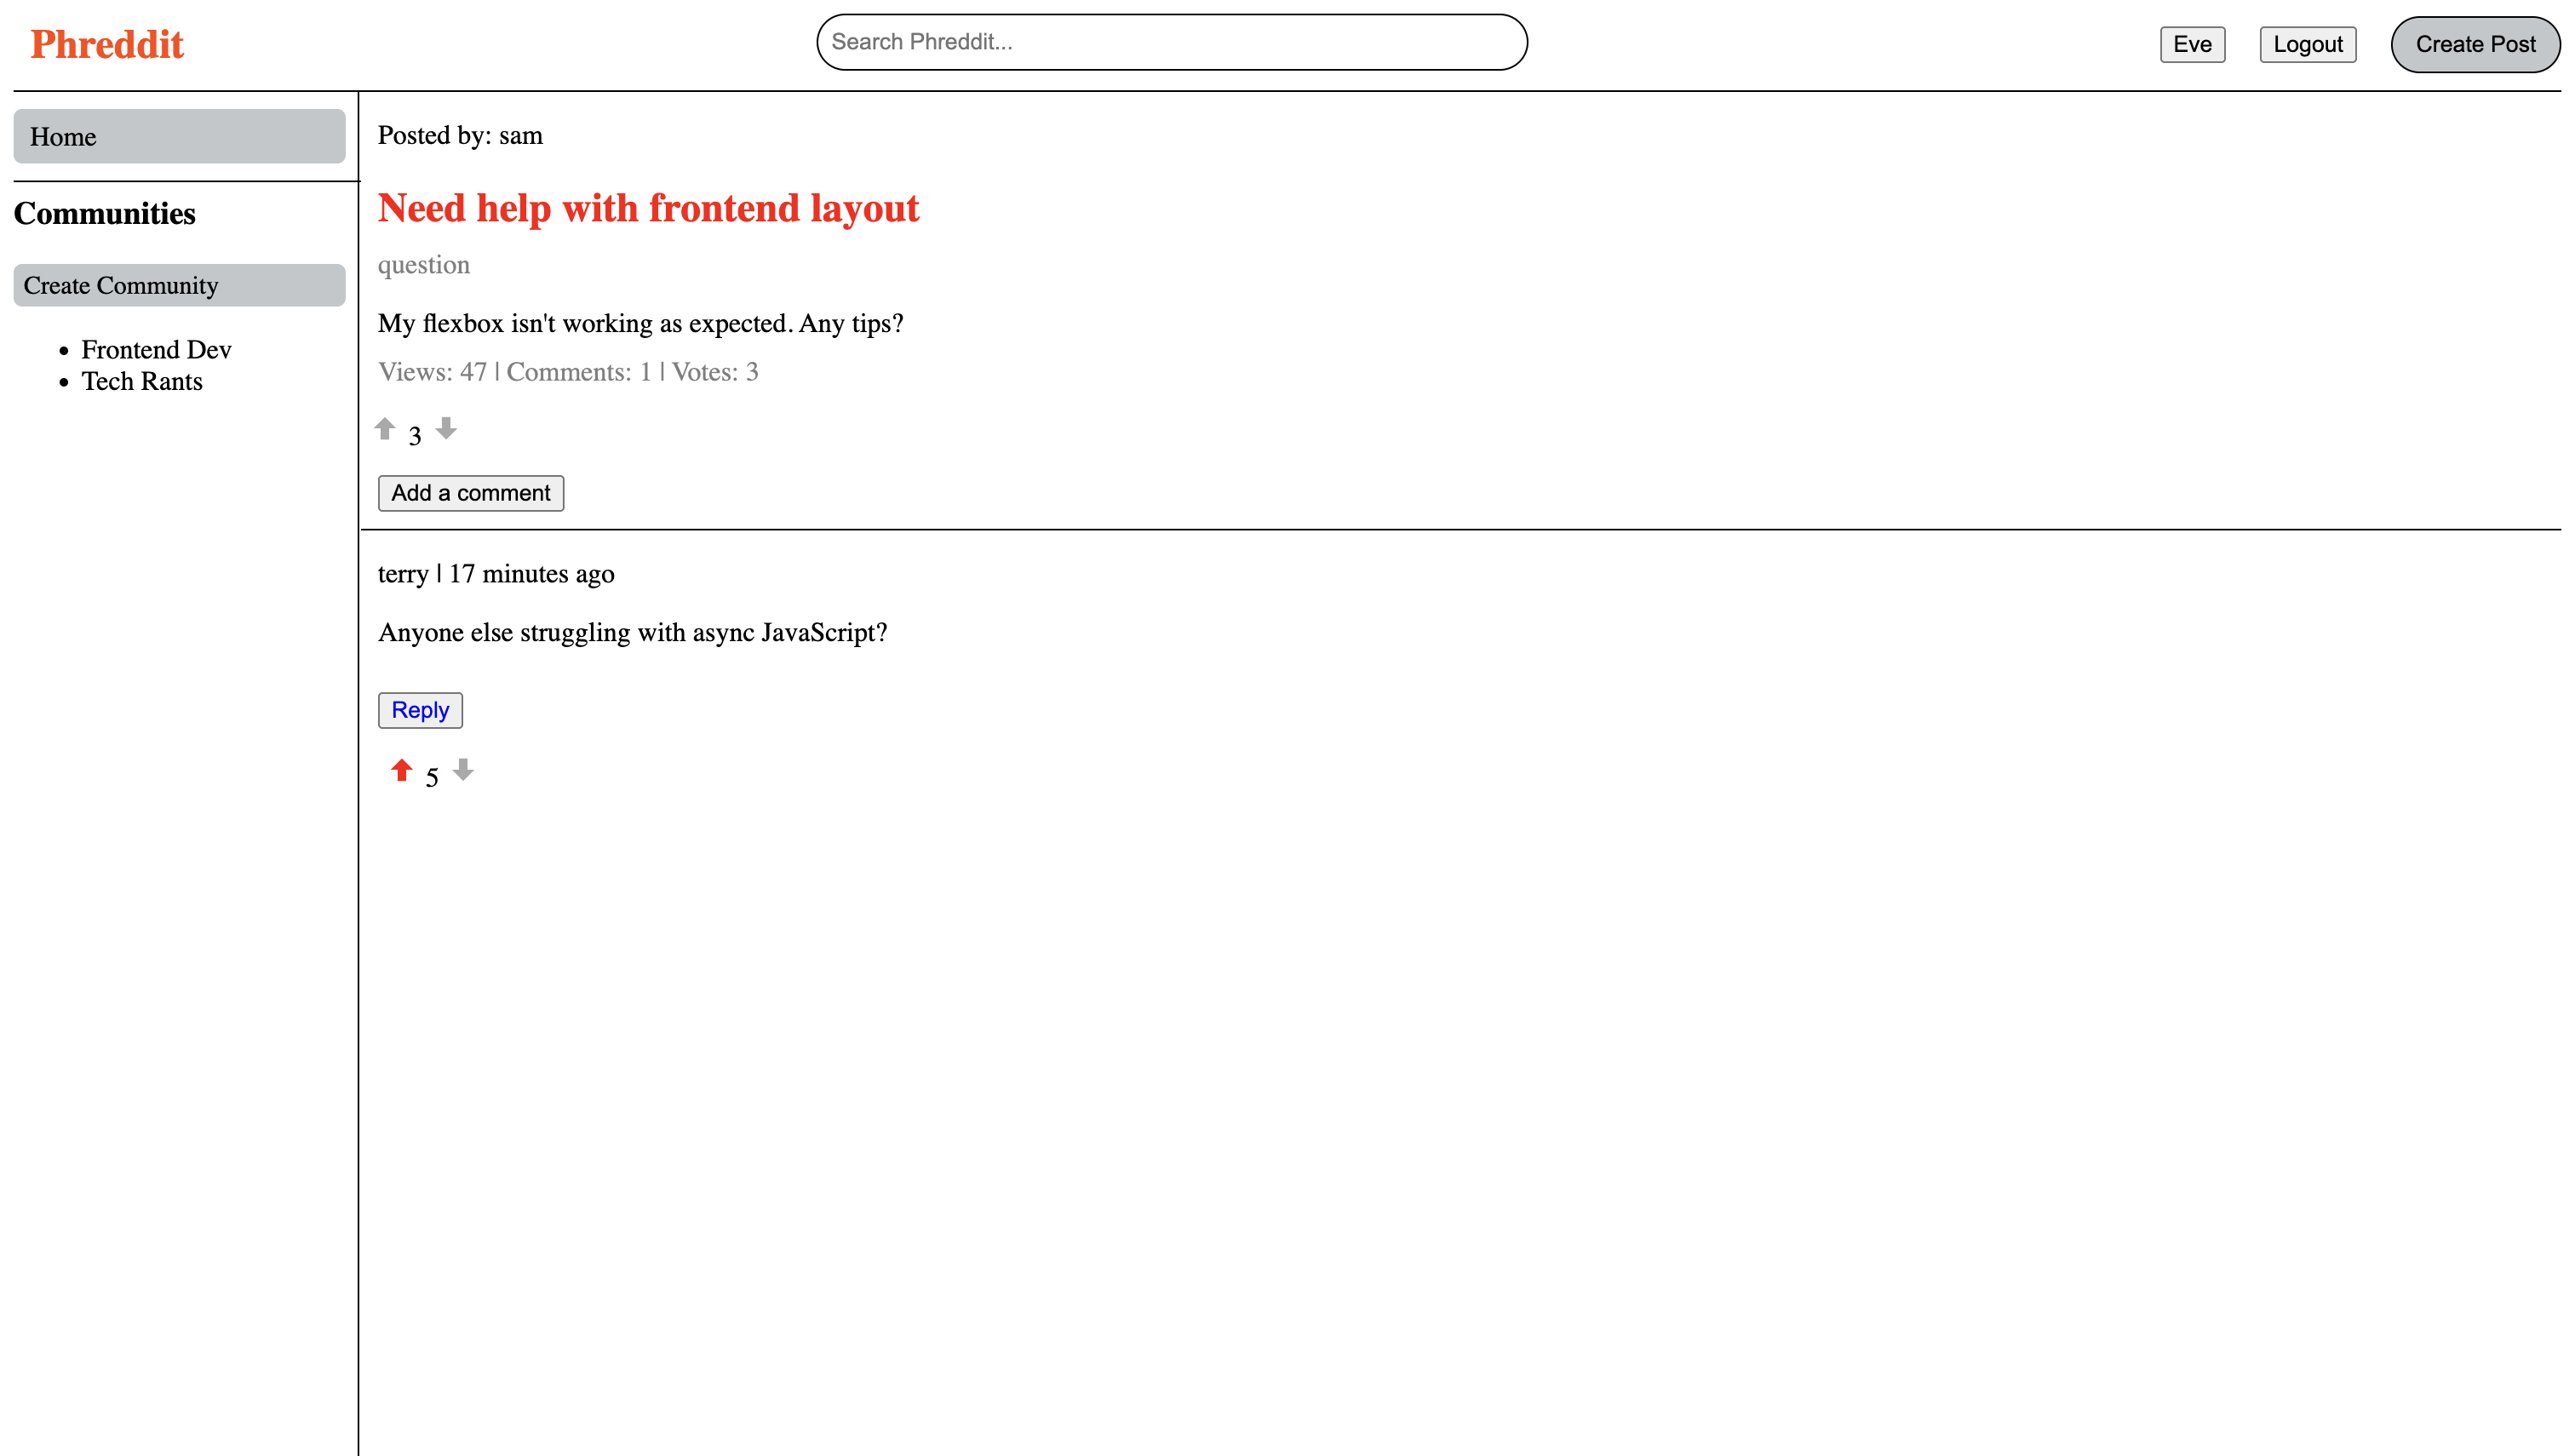 Phreddit
Search Phreddit...
Eve
Logout
Create Post
Home
Communities
Create Community
Frontend Dev
Tech Rants
Posted by: sam
Need help with frontend layout
question
My flexbox isn't working as expected. Any tips?
Views: 47 | Comments: 1 | Votes: 3
3
Add a comment
terry | 17 minutes ago
Anyone else struggling with async JavaScript?
Reply
5